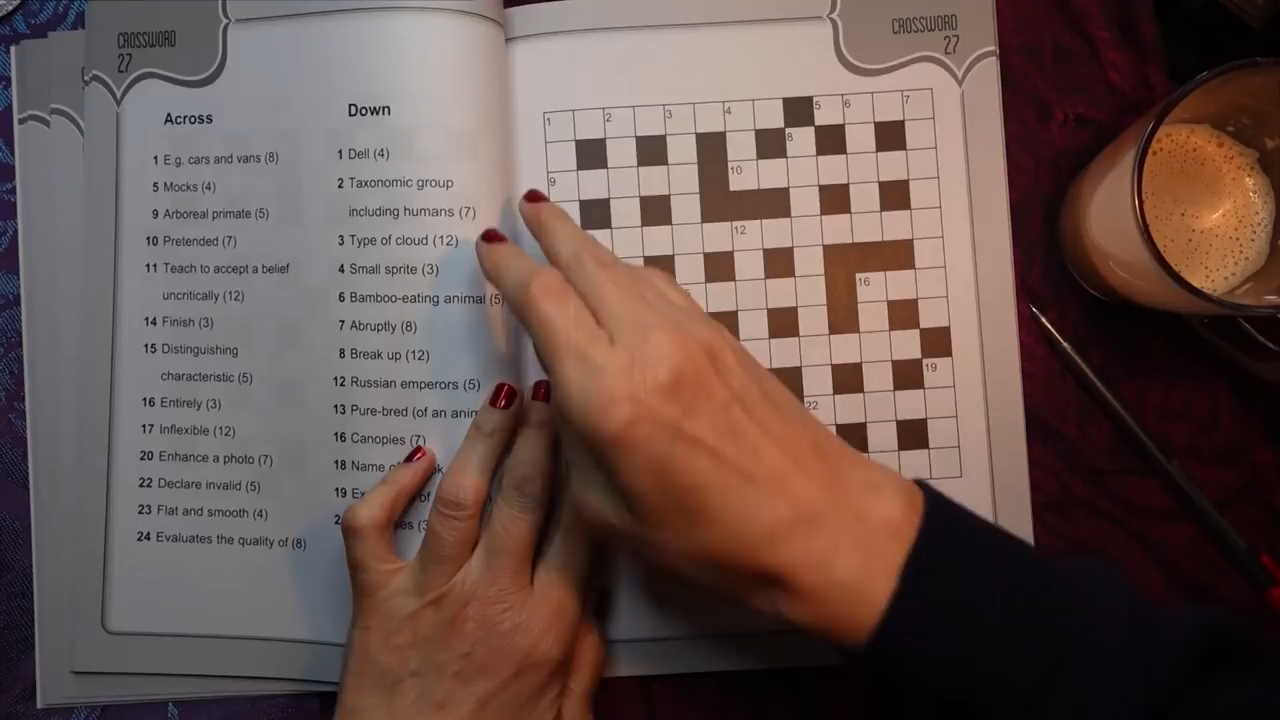 CROSSWORD
27
Across
1 E.g. cars and vans (8)
5 Mocks (4)
9 Arboreal primate (5)
10 Pretended (7)
11 Teach to accept a belief
uncritically (12)
14 Finish (3)
15 Distinguishing
characteristic (5)
16 Entirely (3)
17 Inflexible (12)
20 Enhance a photo (7)
22 Declare invalid (5)
23 Flat and smooth (4)
24 Evaluates the quality of (8)
Down
1 Dell (4)
2 Taxonomic group
including humans (7)
3 Type of cloud (12)
4 Small sprite (3)
6 Bamboo-eating animal (5)
7 Abruptly (8)
8 Break up (12)
12 Russian emperors (5)
13 Pure-bred (of an
16 Canopies (7)
18 Name
19
CROSSWORD
27
1 2 3 4 5 6 7
8
9 10
12
16
19
22